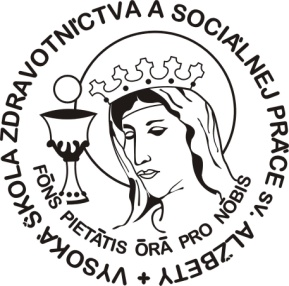 VYSOKÁ ŠKOLA ZDRAVOTNÍCTVA A SOCIÁLNEJ PRÁCE SV. ALŽBETY +
FŌNS PIETĀTIS ŌRĀ PRO NŌBIS